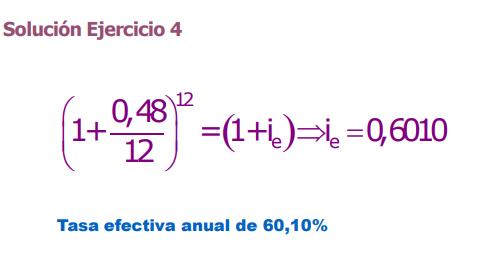 Solución Ejercicio 4
(1+0,48/12)^12 =(1+i_e)⇒i_e =0,6010
Tasa efectiva anual de 60,10%